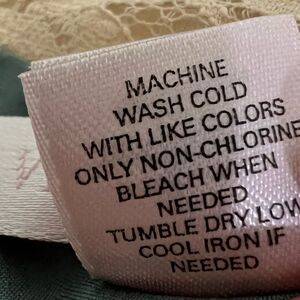 MACHINE
WASH COLD
WITH LIKE COLORS
ONLY NON-CHLORINE
BLEACH WHEN
NEEDED
TUMBLE DRY LOW
COOL IRON IF
NEEDED